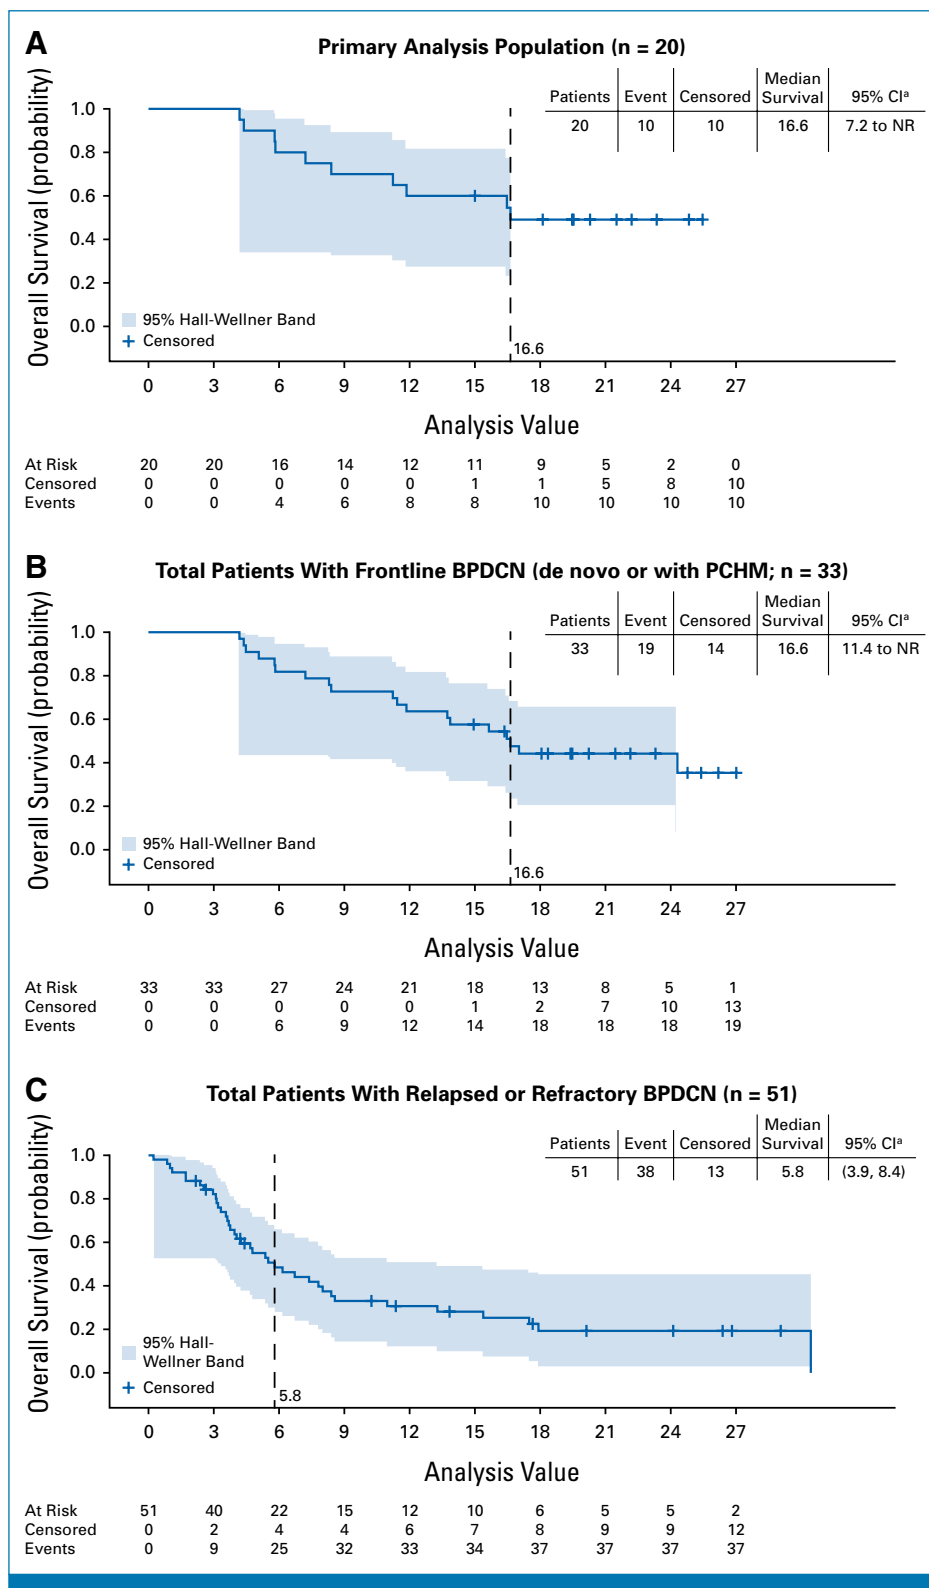 A
Primary Analysis Population (n = 20)
Patients Event Censored Median Survival 95% CIᵃ
20 10 10 16.6 7.2 to NR
Overall Survival (probability)
1.0
0.8
0.6
0.4
0.2
0.0
95% Hall-Wellner Band
Censored
16.6
0 3 6 9 12 15 18 21 24 27
Analysis Value
At Risk 20 20 16 14 12 11 9 5 2 0
Censored 0 0 0 0 0 1 1 5 8 10
Events 0 0 4 6 8 8 10 10 10 10
B
Total Patients With Frontline BPDCN (de novo or with PCHM; n = 33)
Patients Event Censored Median Survival 95% CIᵃ
33 19 14 16.6 11.4 to NR
Overall Survival (probability)
1.0
0.8
0.6
0.4
0.2
0.0
95% Hall-Wellner Band
Censored
16.6
0 3 6 9 12 15 18 21 24 27
Analysis Value
At Risk 33 33 27 24 21 18 13 8 5 1
Censored 0 0 0 0 0 1 2 7 10 13
Events 0 0 6 9 12 14 18 18 18 19
C
Total Patients With Relapsed or Refractory BPDCN (n = 51)
Patients Event Censored Median Survival 95% CIᵃ
51 38 13 5.8 (3.9, 8.4)
Overall Survival (probability)
1.0
0.8
0.6
0.4
0.2
0.0
95% Hall-
Wellner Band
Censored
5.8
0 3 6 9 12 15 18 21 24 27
Analysis Value
At Risk 51 40 22 15 12 10 6 5 5 2
Censored 0 2 4 4 6 7 8 9 9 12
Events 0 9 25 32 33 34 37 37 37 37